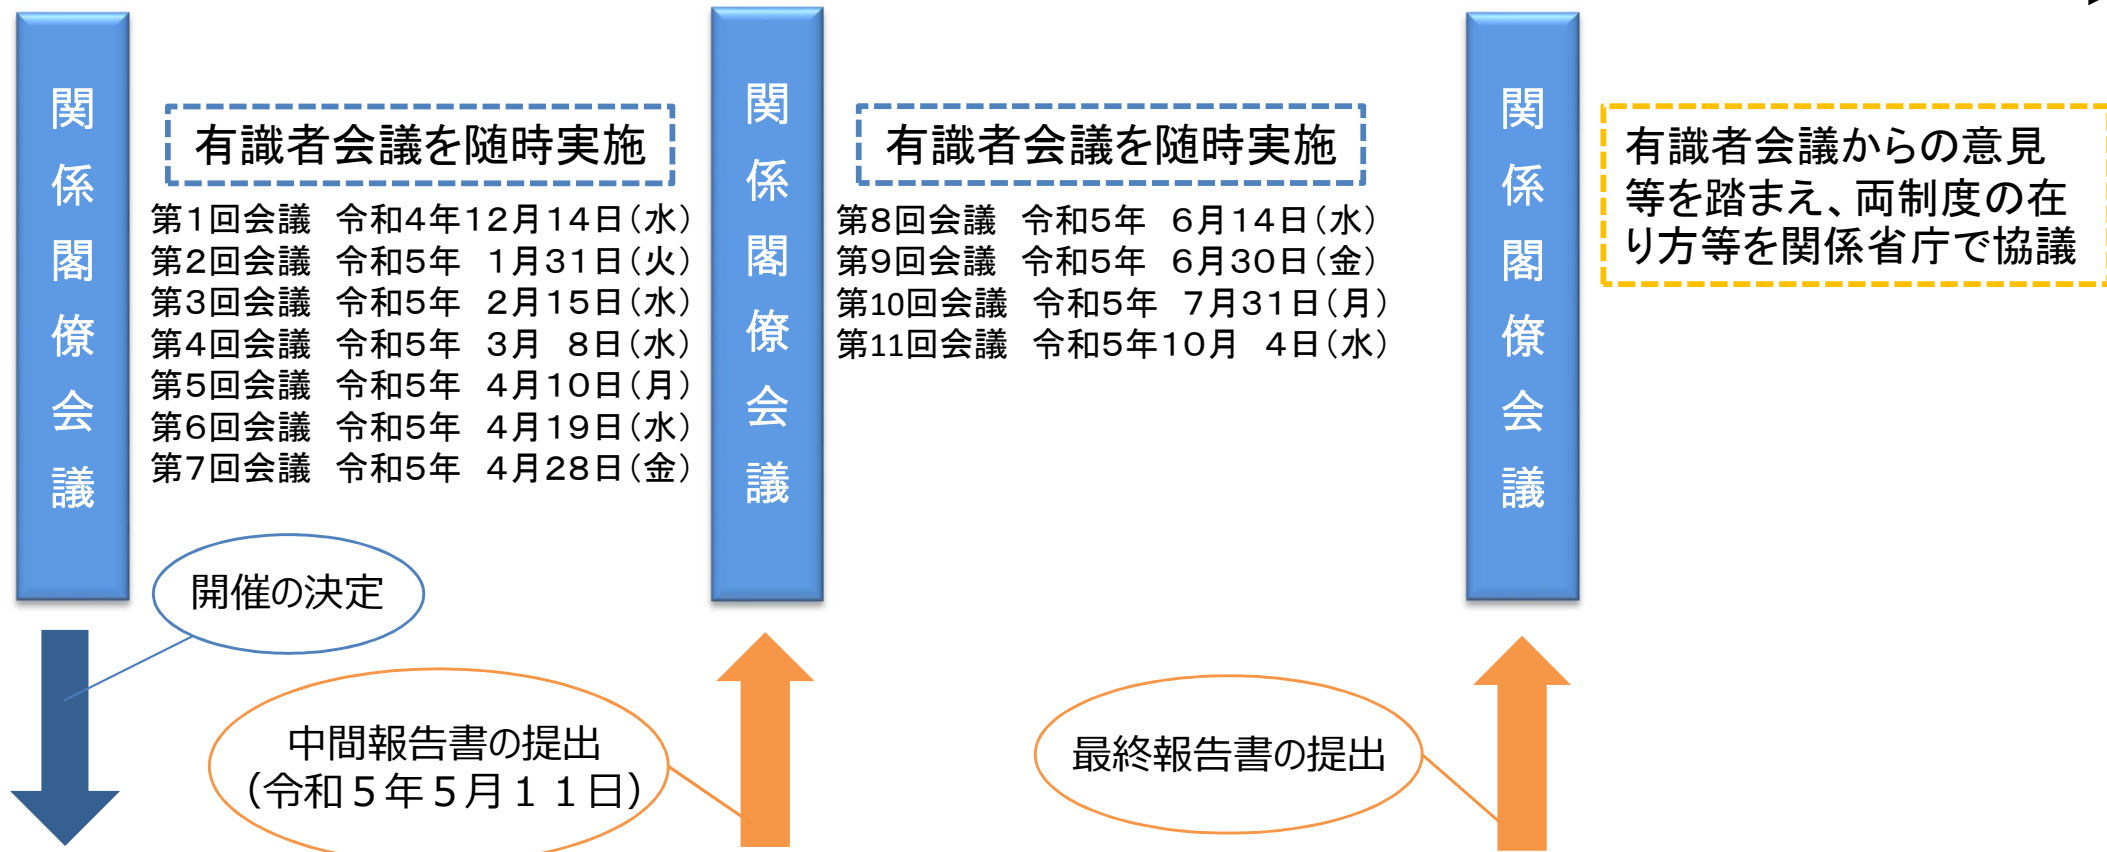 関係閣僚会議
有識者会議を随時実施
第1回会議　令和4年12月14日(水)
第2回会議　令和5年　1月31日(火)
第3回会議　令和5年　2月15日(水)
第4回会議　令和5年　3月　8日(水)
第5回会議　令和5年　4月10日(月)
第6回会議　令和5年　4月19日(水)
第7回会議　令和5年　4月28日(金)
開催の決定
中間報告書の提出
(令和５年５月１１日)
関係閣僚会議
有識者会議を随時実施
第8回会議　令和5年　6月14日(水)
第9回会議　令和5年　6月30日(金)
第10回会議　令和5年　7月31日(月)
第11回会議　令和5年10月　4日(水)
最終報告書の提出
関係閣僚会議
有識者会議からの意見
等を踏まえ、両制度の在
り方等を関係省庁で協議